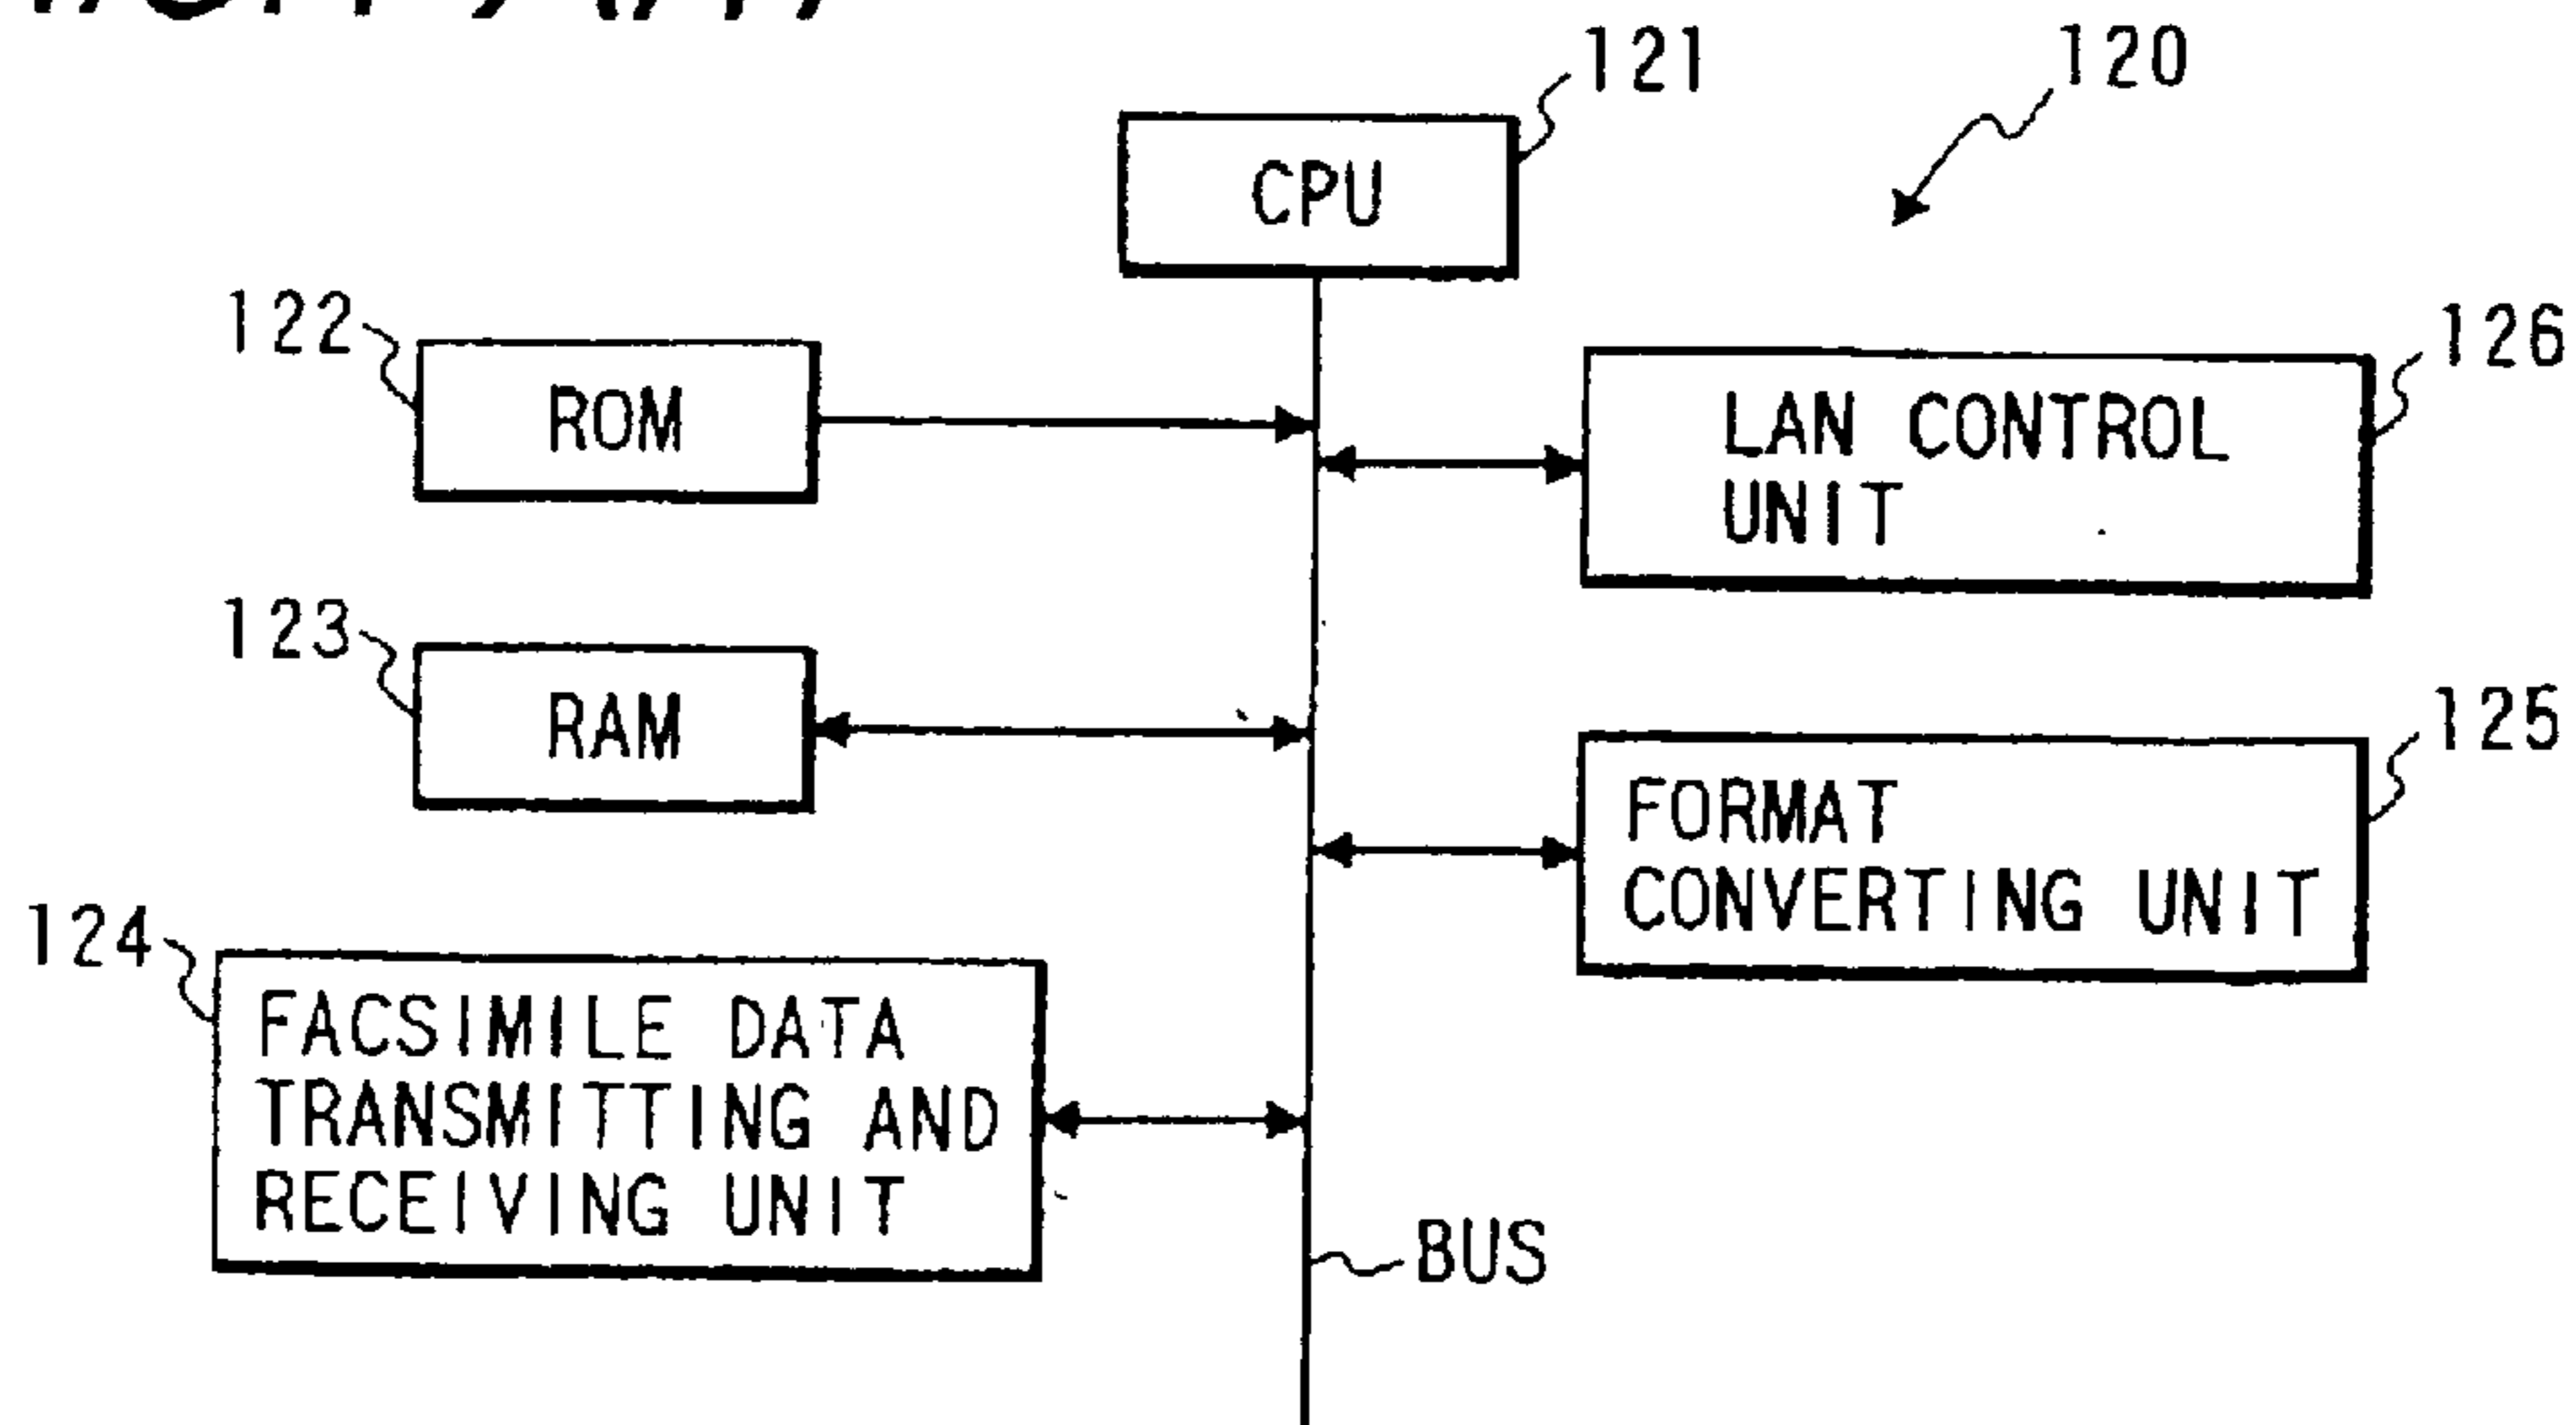 121
120
CPU
122
ROM
126
LAN CONTROL
UNIT
123
RAM
125
FORMAT
CONVERTING UNIT
124
FACSIMILE DATA
TRANSMITTING AND
RECEIVING UNIT
BUS